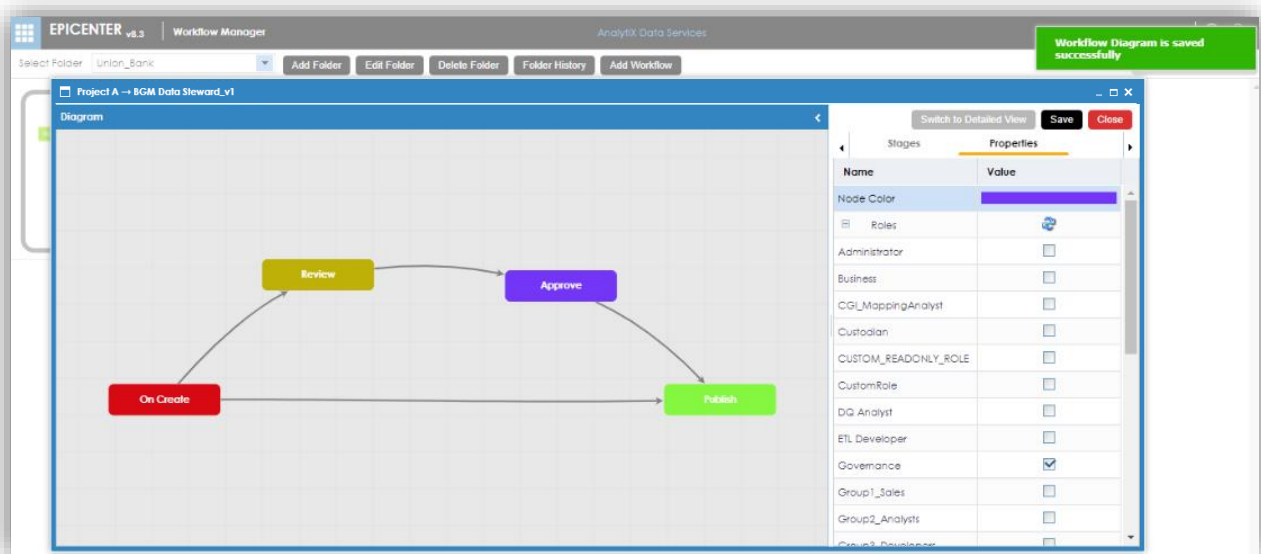 EPICENTER v8.3 Workflow Manager AnalytiX Data Services
Workflow Diagram is saved
successfully
Select Folder Union_Bank Add Folder Edit Folder Delete Folder Folder History Add Workflow
Project A → BGM Data Steward_v1
Diagram
Switch to Detailed View Save Close
Stages Properties
Name Value
Node Color
Roles
Administrator
Business
CGI_MappingAnalyst
Custodian
CUSTOM_READONLY_ROLE
CustomRole
DQ Analyst
ETL Developer
Governance
Group1_Sales
Group2_Analysts
Group3_Developers
Review
Approve
On Create
Publish